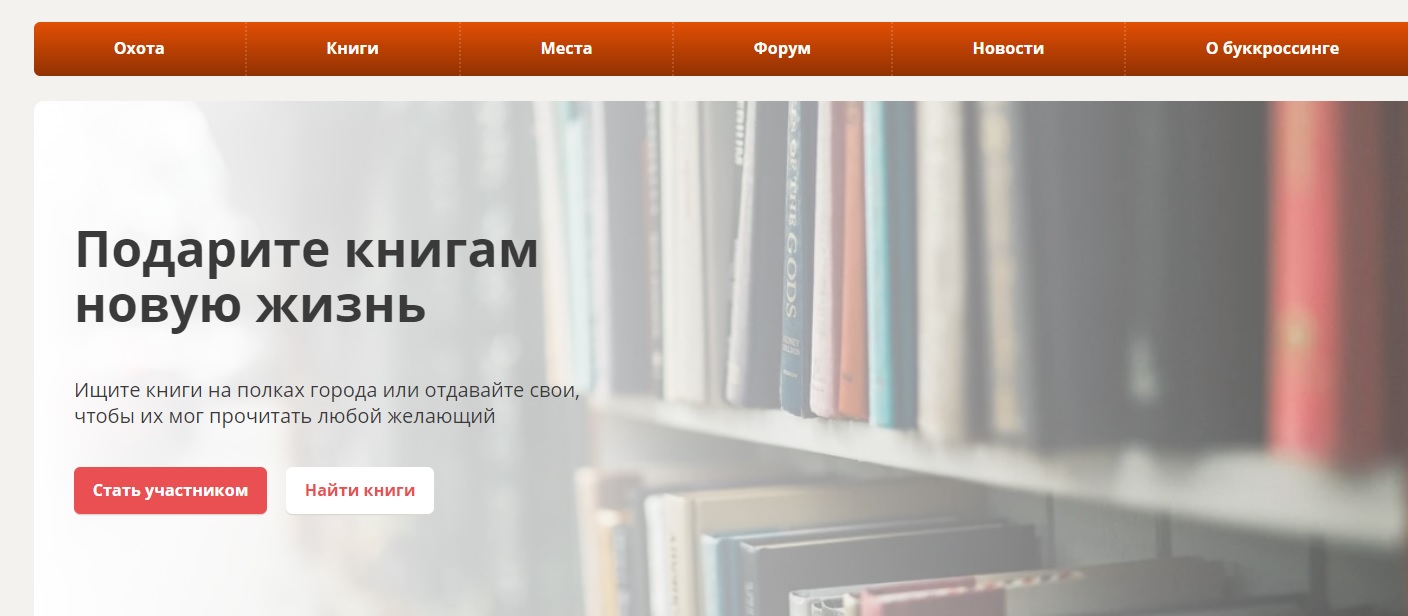 Охота Книги Места Форум Новости О буккроссинге
Подарите книгам
новую жизнь
Ищите книги на полках города или отдавайте свои,
чтобы их мог прочитать любой желающий
Стать участником Найти книги
GODS